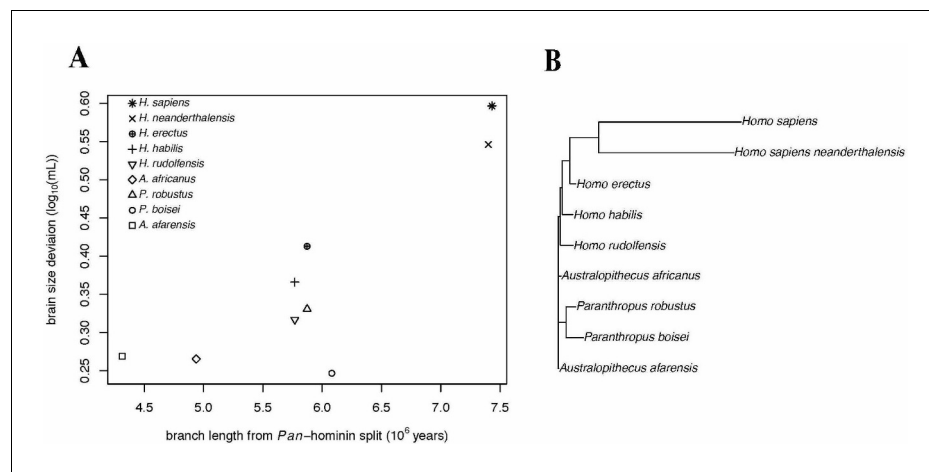 A
B
H. sapiens
H. neanderthalensis
H. erectus
H. habilis
H. rudolfensis
A. africanus
P. robustus
P. boisei
A. afarensis
0.60
0.55
0.50
0.45
0.40
0.35
0.30
0.25
brain size deviaion (log10(mL))
4.5 5.0 5.5 6.0 6.5 7.0 7.5
branch length from Pan–hominin split (10^6 years)
Homo sapiens
Homo sapiens neanderthalensis
Homo erectus
Homo habilis
Homo rudolfensis
Australopithecus africanus
Paranthropus robustus
Paranthropus boisei
Australopithecus afarensis